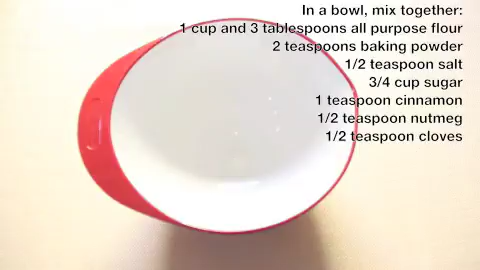 In a bowl, mix together:
1 cup and 3 tablespoons all purpose flour
2 teaspoons baking powder
1/2 teaspoon salt
3/4 cup sugar
1 teaspoon cinnamon
1/2 teaspoon nutmeg
1/2 teaspoon cloves